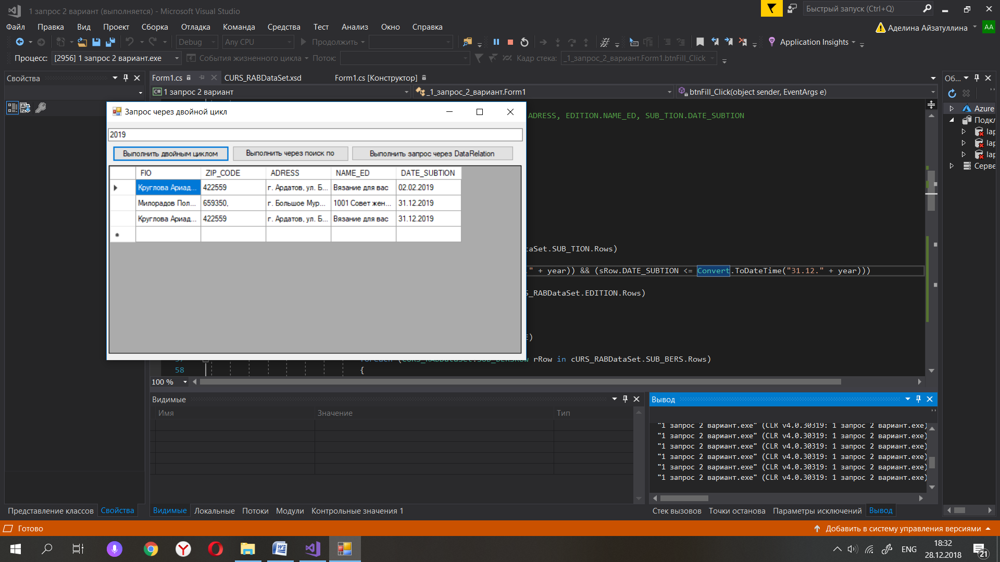 1 запрос 2 вариант (выполняется) - Microsoft Visual Studio
Быстрый запуск (Ctrl+Q)
Файл Правка Вид Проект Сборка Отладка Команда Средства Тест Анализ Окно Справка
Аделина Айзатуллина AA
Debug Any CPU Продолжить Application Insights
Процесс: [2956] 1 запрос 2 вариант.exe События жизненного цикла Поток: Кадр стека: _1_запрос_2_вариант.Form1.btnFill_Click
Свойства
Form1.cs CURS_RABDataSet.xsd Form1.cs [Конструктор]
Об...
1 запрос 2 вариант _1_запрос_2_вариант.Form1 btnFill_Click(object sender, EventArgs e)
Запрос через двойной цикл
2019
Выполнить двойным циклом Выполнить через поиск по Выполнить запрос через DataRelation
FIO ZIP_CODE ADRESS NAME_ED DATE_SUBTION
Круглова Ариад... 422559 г. Ардатов, ул. Б... Вязание для вас 02.02.2019
Милорадов Пол... 659350, г. Большое Мур... 1001 Совет жен... 31.12.2019
Круглова Ариад... 422559 г. Ардатов, ул. Б... Вязание для вас 31.12.2019
ADRESS, EDITION.NAME_ED, SUB_TION.DATE_SUBTION
taSet.SUB_TION.Rows)
." + year)) && (sRow.DATE_SUBTION <= Convert.ToDateTime("31.12." + year)))
S_RABDataSet.EDITION.Rows)
E)
foreach (CURS_RABDataSet.SUB_BERSRow rRow in cURS_RABDataSet.SUB_BERS.Rows)
58 {
100 %
Azure
Подкл
lap
lap
lap
Серве
Видимые
Имя Значение Тип
Вывод
"1 запрос 2 вариант.exe" (CLR v4.0.30319: 1 запрос 2 вариант.exe)
"1 запрос 2 вариант.exe" (CLR v4.0.30319: 1 запрос 2 вариант.exe)
"1 запрос 2 вариант.exe" (CLR v4.0.30319: 1 запрос 2 вариант.exe)
"1 запрос 2 вариант.exe" (CLR v4.0.30319: 1 запрос 2 вариант.exe)
"1 запрос 2 вариант.exe" (CLR v4.0.30319: 1 запрос 2 вариант.exe)
"1 запрос 2 вариант.exe" (CLR v4.0.30319: 1 запрос 2 вариант.exe)
Представление классов Свойства
Видимые Локальные Потоки Модули Контрольные значения 1
Стек вызовов Точки останова Параметры исключений Вывод
Готово
Добавить в систему управления версиями
ENG
18:32
28.12.2018
21